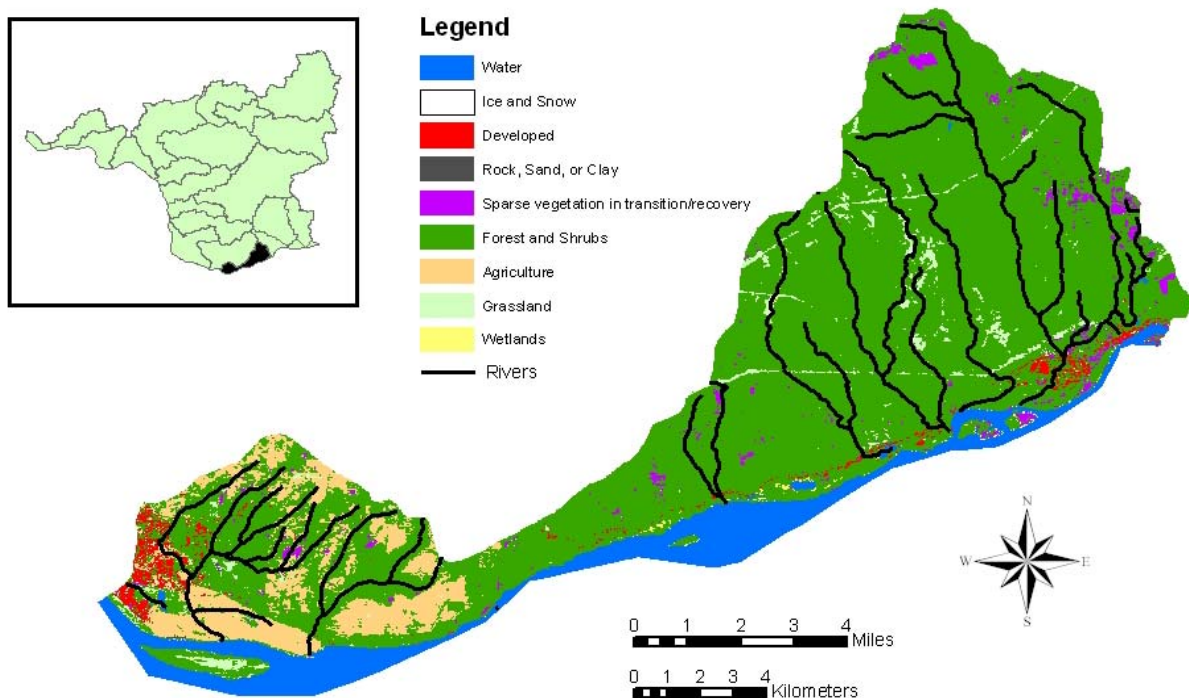 Legend
Water
Ice and Snow
Developed
Rock, Sand, or Clay
Sparse vegetation in transition/recovery
Forest and Shrubs
Agriculture
Grassland
Wetlands
Rivers
N
W E
S
0 1 2 3 4
Miles
0 1 2 3 4
Kilometers